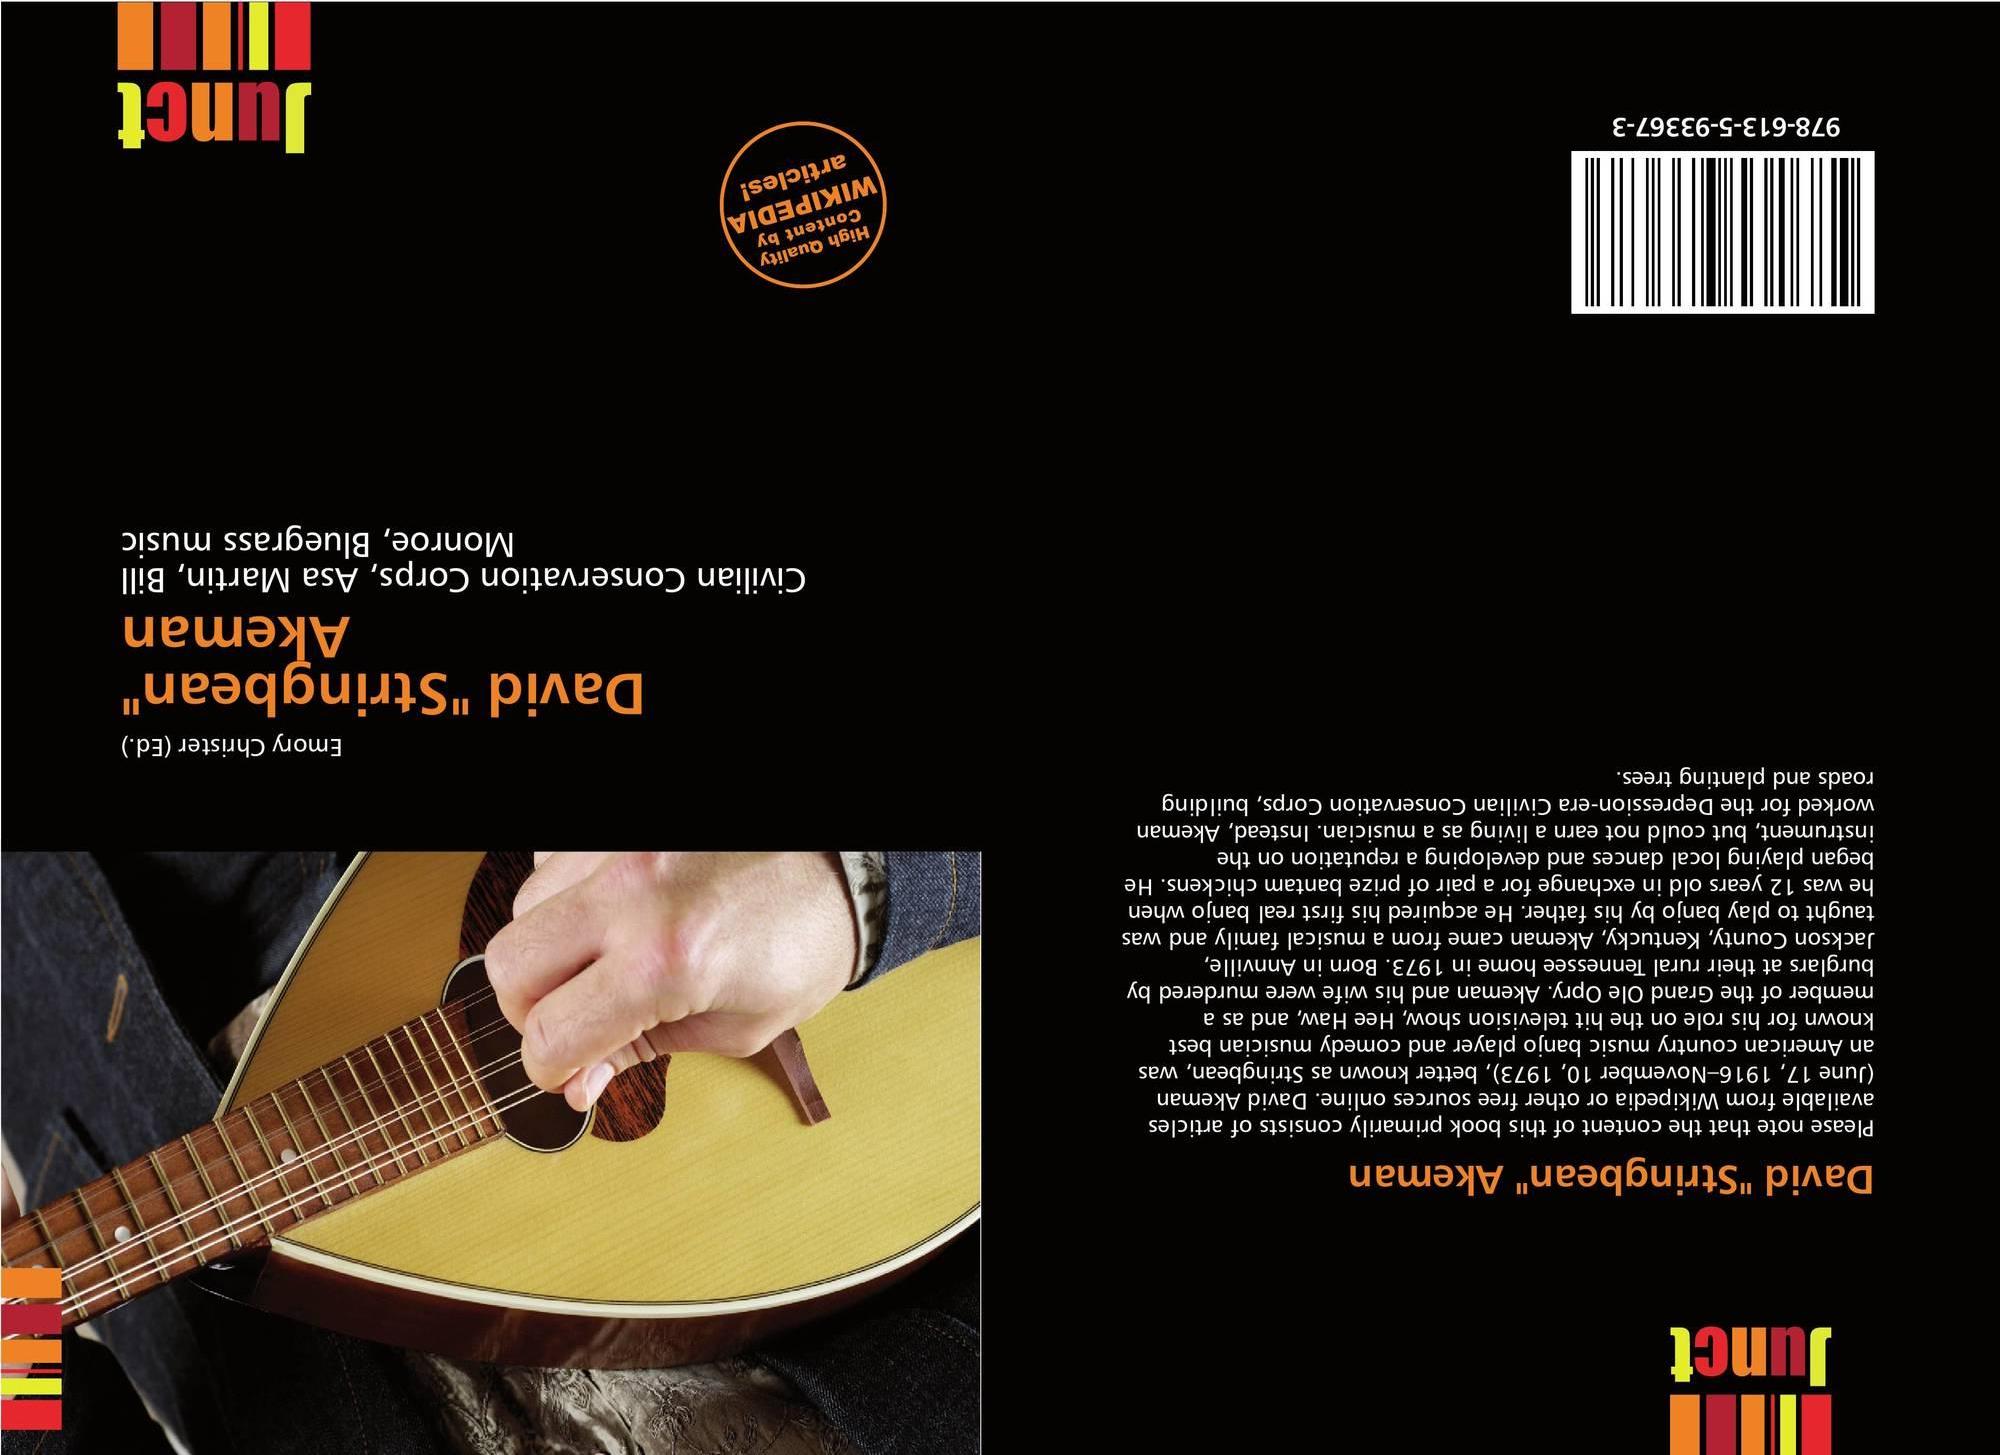 Junct
David "Stringbean" Akeman
Please note that the content of this book primarily consists of articles
available from Wikipedia or other free sources online. David Akeman
(June 17, 1916–November 10, 1973), better known as Stringbean, was
an American country music banjo player and comedy musician best
known for his role on the hit television show, Hee Haw, and as a
member of the Grand Ole Opry. Akeman and his wife were murdered by
burglars at their rural Tennessee home in 1973. Born in Annville,
Jackson County, Kentucky, Akeman came from a musical family and was
taught to play banjo by his father. He acquired his first real banjo when
he was 12 years old in exchange for a pair of prize bantam chickens. He
began playing local dances and developing a reputation on the
instrument, but could not earn a living as a musician. Instead, Akeman
worked for the Depression-era Civilian Conservation Corps, building
roads and planting trees.
978-613-5-93367-3
Emory Christer (Ed.)
David "Stringbean"
Akeman
Civilian Conservation Corps, Asa Martin, Bill
Monroe, Bluegrass music
High Quality
Content by
WIKIPEDIA
articles!
Junct